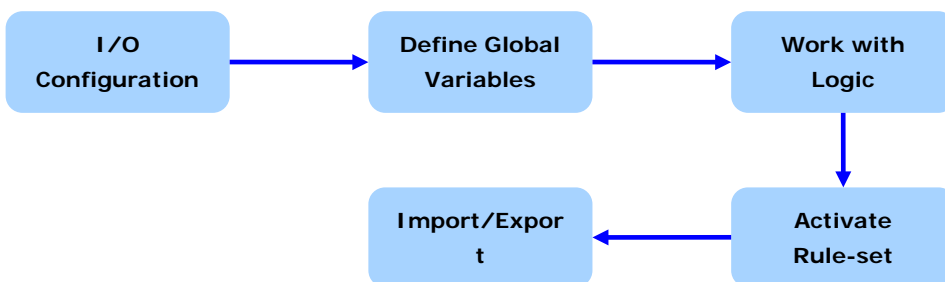 I/O
Configuration
Define Global
Variables
Work with
Logic
Activate
Rule-set
Import/Expor
t